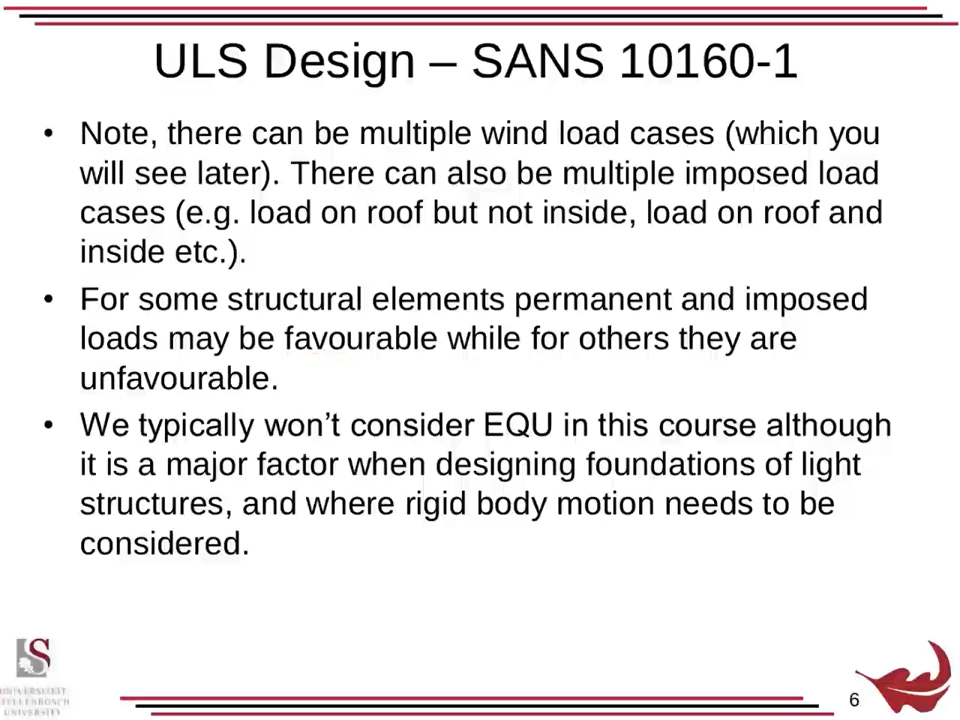 ULS Design – SANS 10160-1
• Note, there can be multiple wind load cases (which you
will see later). There can also be multiple imposed load
cases (e.g. load on roof but not inside, load on roof and
inside etc.).
• For some structural elements permanent and imposed
loads may be favourable while for others they are
unfavourable.
• We typically won’t consider EQU in this course although
it is a major factor when designing foundations of light
structures, and where rigid body motion needs to be
considered.
UNIVERSITY
6